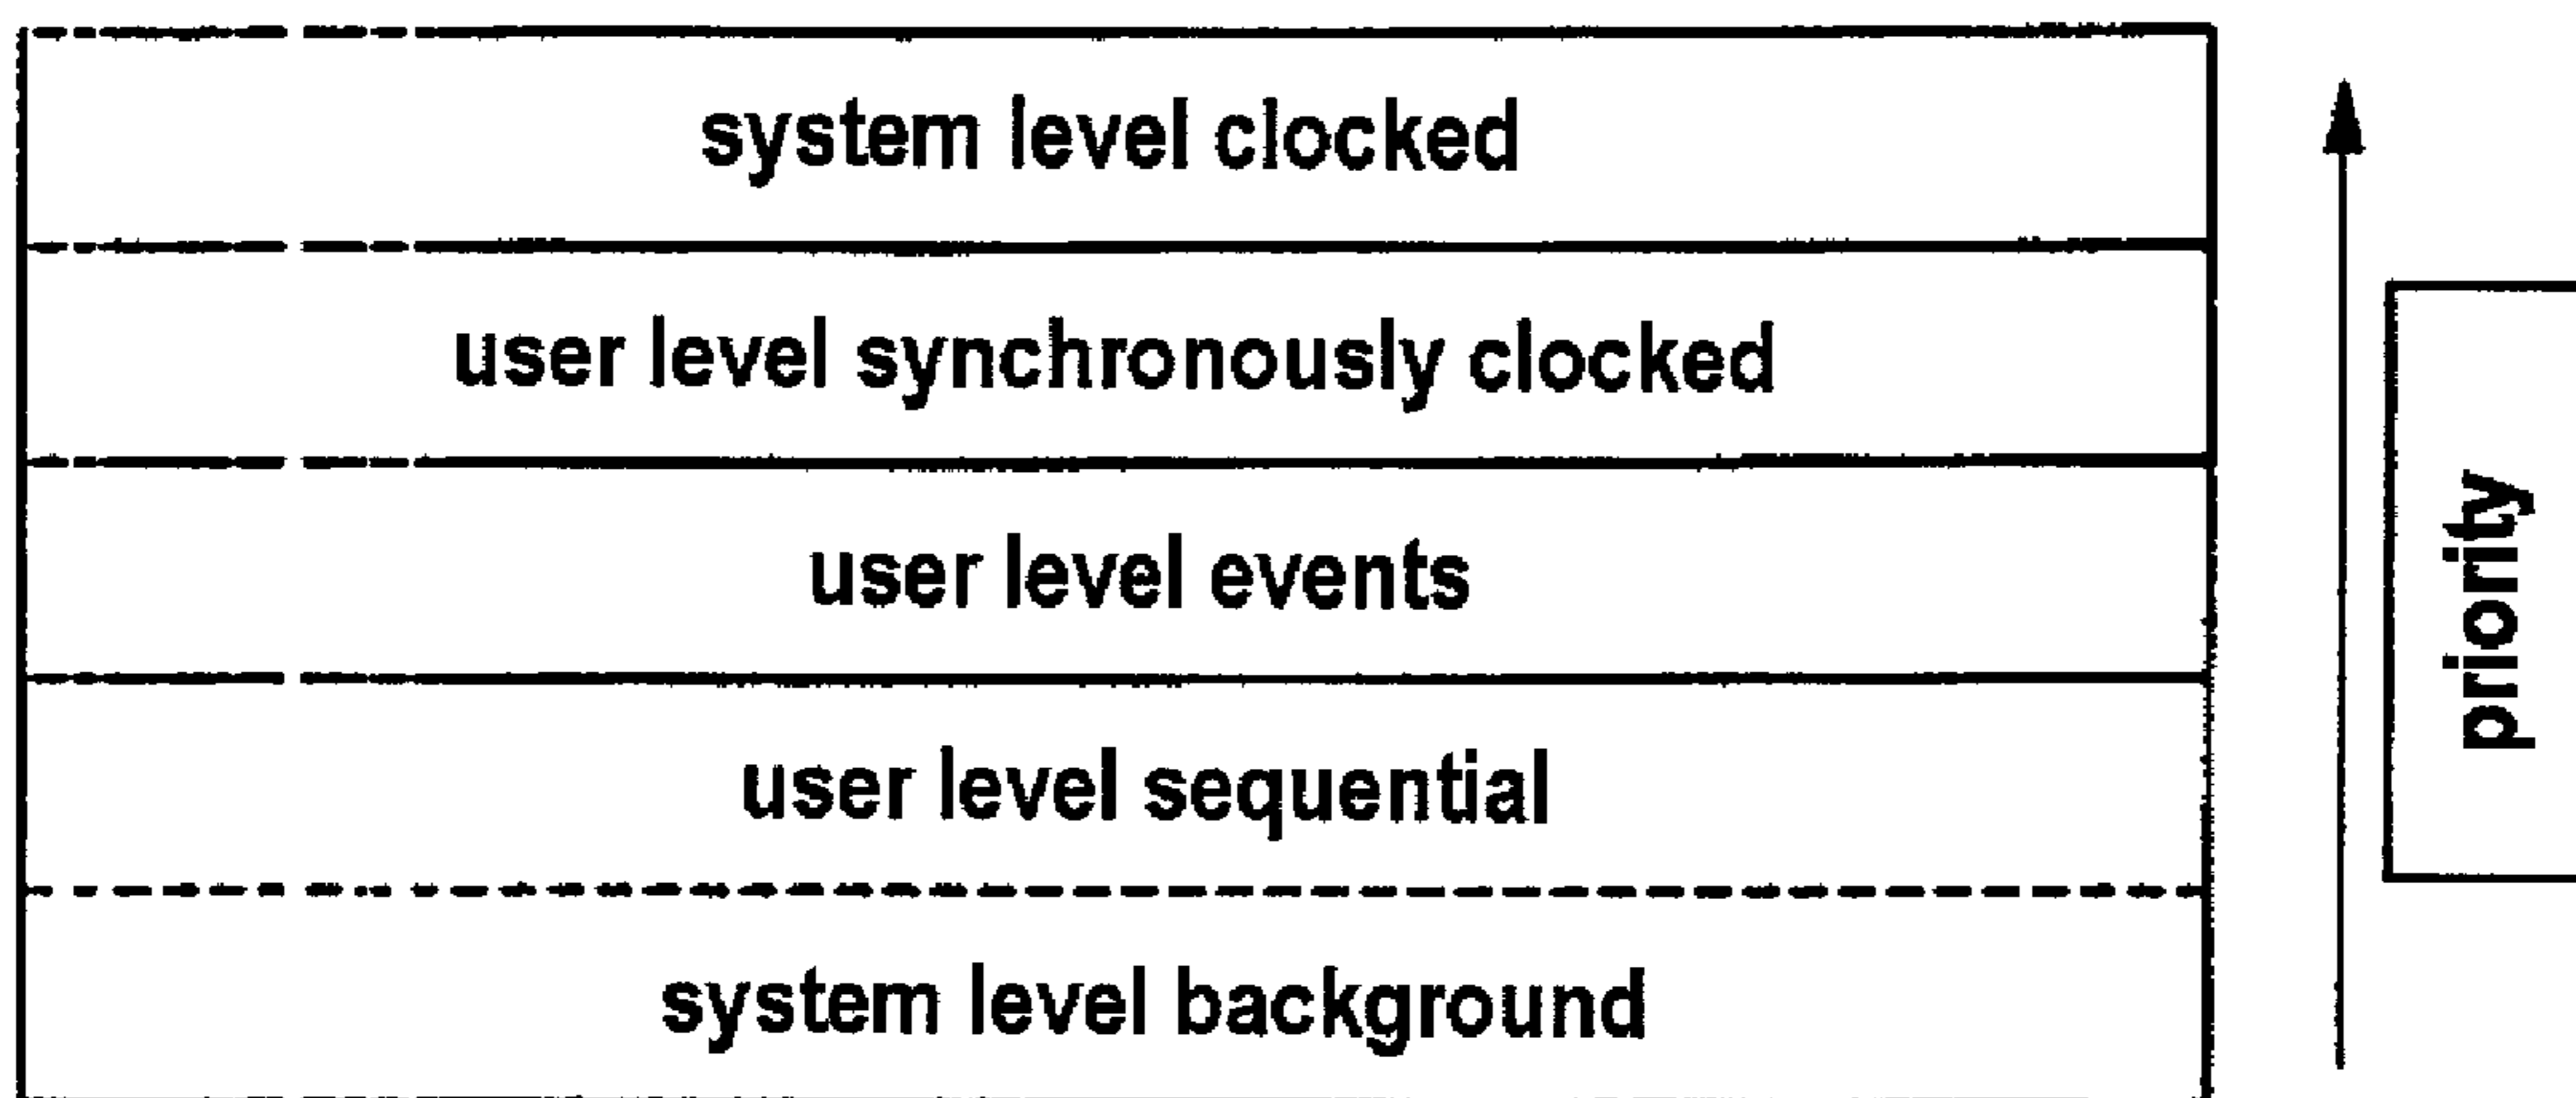 system level clocked
user level synchronously clocked
user level events
user level sequential
system level background
priority